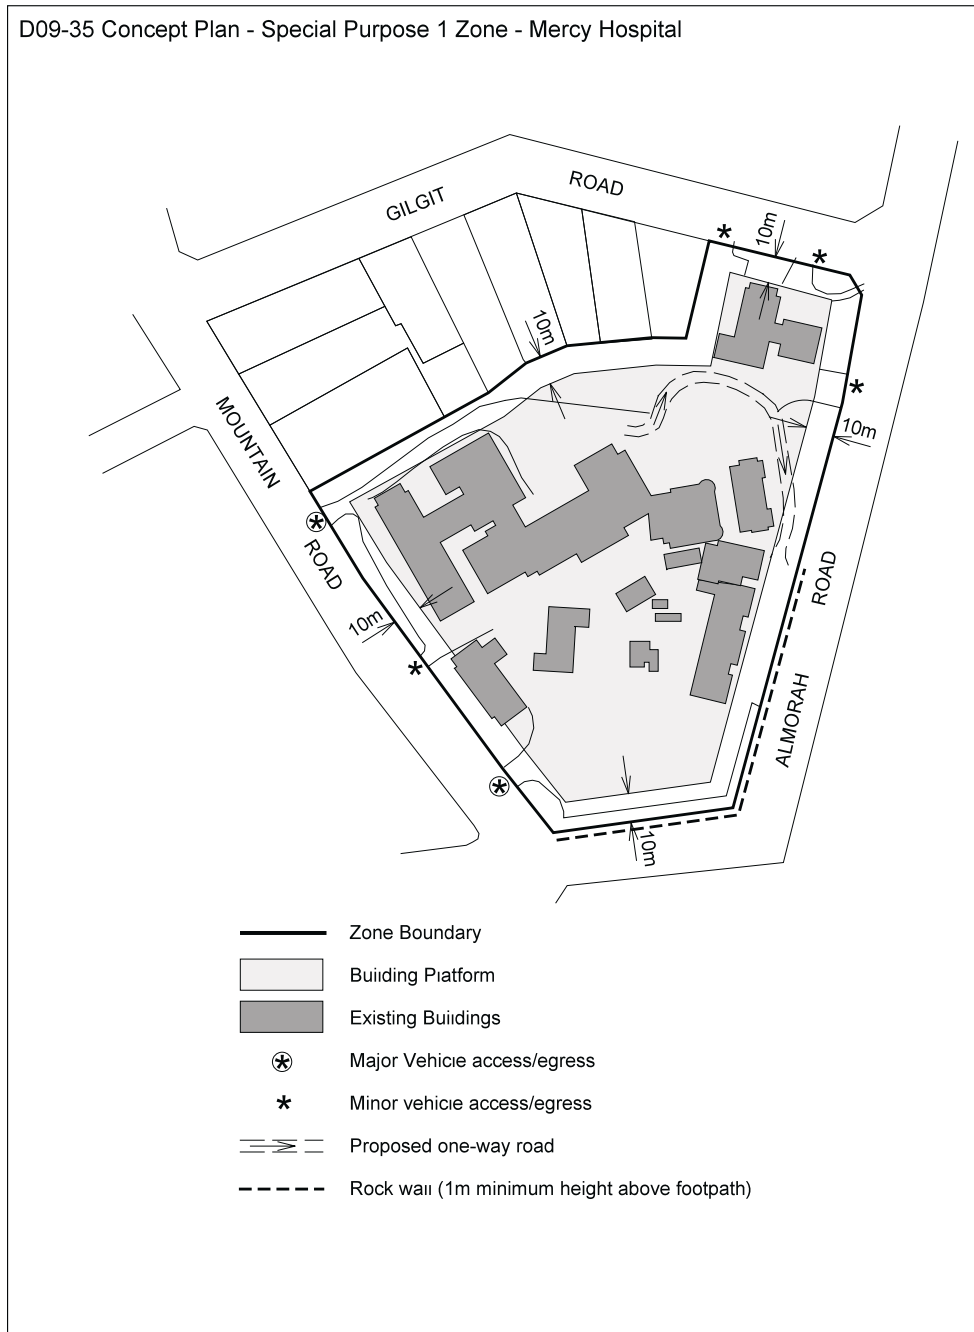 D09-35 Concept Plan - Special Purpose 1 Zone - Mercy Hospital
GILGIT
ROAD
10m
10m
MOUNTAIN
ROAD
10m
10m
ROAD
ALMORAH
10m
Zone Boundary
Building Platform
Existing Buildings
Major Vehicle access/egress
Minor vehicle access/egress
Proposed one-way road
Rock wall (1m minimum height above footpath)